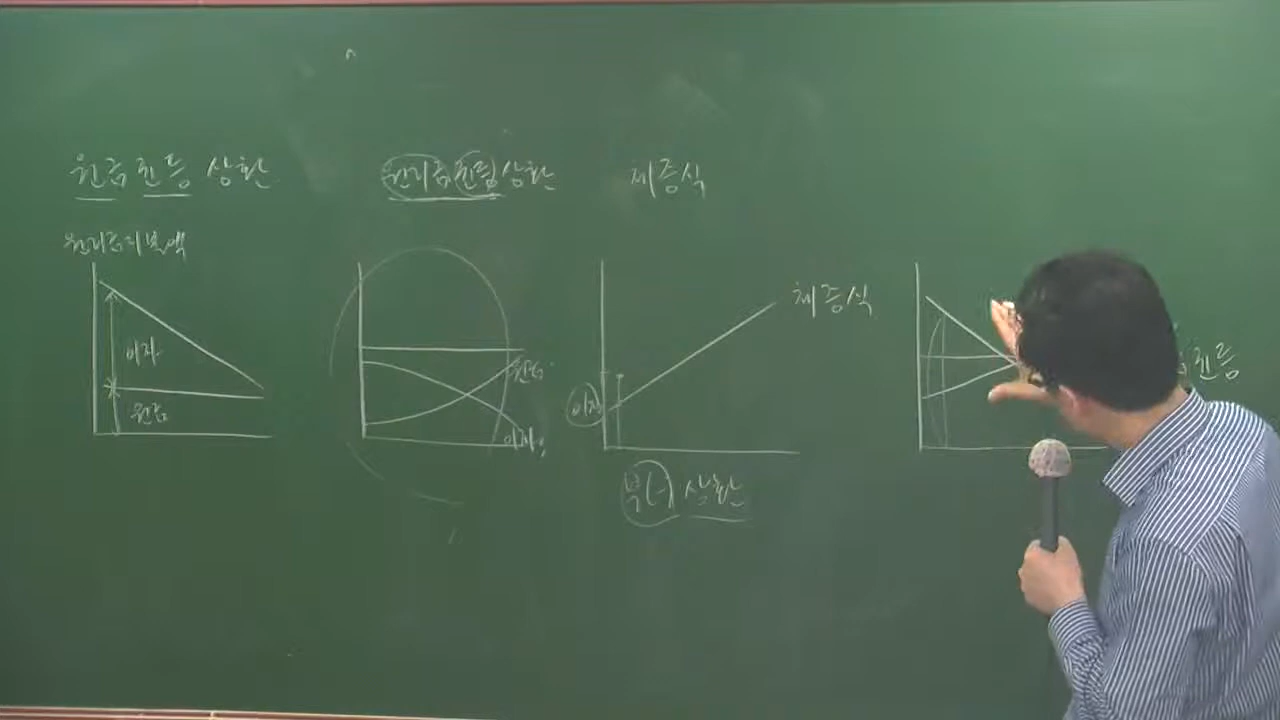 원금균등 상환
원리금균등상환
체증식
원리금지불액
이자
원금
원금
이자
체증식
이자
부(-) 상환
균등